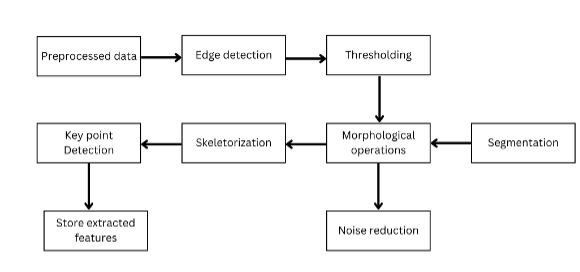 Preprocessed data
Edge detection
Thresholding
Key point
Detection
Skeletorization
Morphological
operations
Segmentation
Store extracted
features
Noise reduction